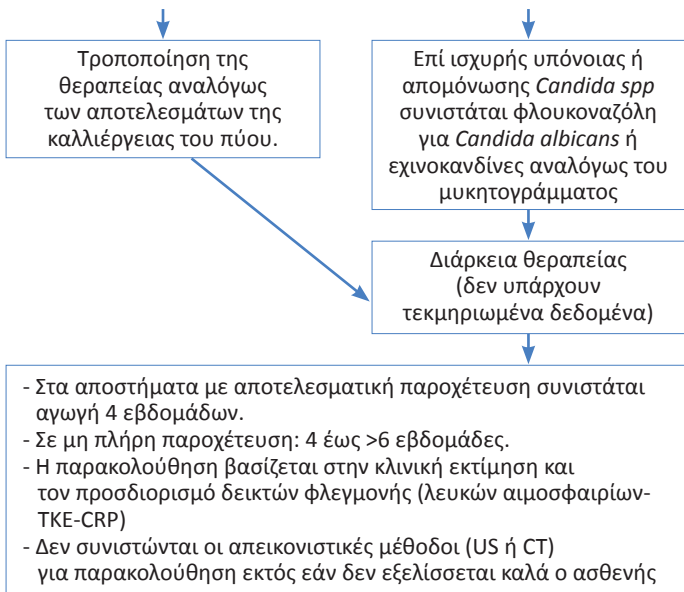 Τροποποίηση της
θεραπείας αναλόγως
των αποτελεσμάτων της
καλλιέργειας του πύου.
Επί ισχυρής υπόνοιας ή
απομόνωσης Candida spp
συνιστάται φλουκοναζόλη
για Candida albicans ή
εχινοκανδίνες αναλόγως του
μυκητογράμματος
Διάρκεια θεραπείας
(δεν υπάρχουν
τεκμηριωμένα δεδομένα)
- Στα αποστήματα με αποτελεσματική παροχέτευση συνιστάται
αγωγή 4 εβδομάδων.
- Σε μη πλήρη παροχέτευση: 4 έως >6 εβδομάδες.
- Η παρακολούθηση βασίζεται στην κλινική εκτίμηση και
τον προσδιορισμό δεικτών φλεγμονής (λευκών αιμοσφαιρίων-
ΤΚΕ-CRP)
- Δεν συνιστώνται οι απεικονιστικές μέθοδοι (US ή CT)
για παρακολούθηση εκτός εάν δεν εξελίσσεται καλά ο ασθενής